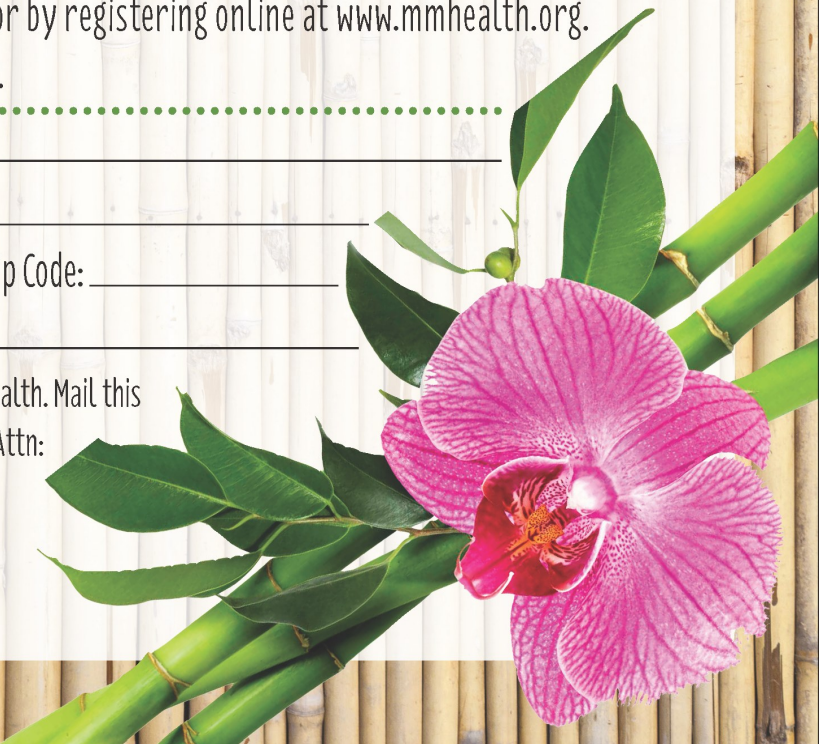 or by registering online at www.mmhealth.org.
.
p Code:
alth. Mail this
Attn: